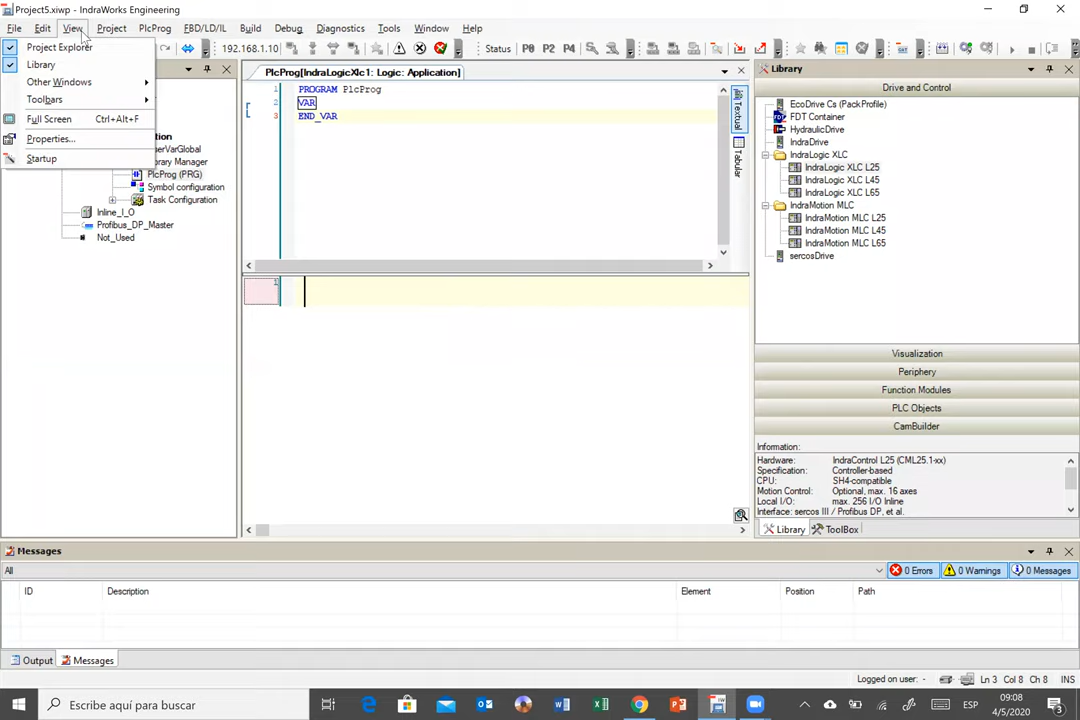 Project5.xiwp - IndraWorks Engineering
File Edit View Project PlcProg FBD/LD/IL Build Debug Diagnostics Tools Window Help
192.168.1.10 Status P0 P2 P4
Project Explorer
Library
Other Windows
Toolbars
Full Screen Ctrl+Alt+F
Properties...
Startup
PlcProg (PRG)
Symbol configuration
Task Configuration
Inline_I_O
Profibus_DP_Master
Not_Used
PlcProg[IndraLogicXlc1: Logic: Application]
1 PROGRAM PlcProg
2 VAR
3 END_VAR
Textual
Tabular
1
Library
Drive and Control
EcoDrive Cs (PackProfile)
FDT Container
HydraulicDrive
IndraDrive
IndraLogic XLC
IndraLogic XLC L25
IndraLogic XLC L45
IndraLogic XLC L65
IndraMotion MLC
IndraMotion MLC L25
IndraMotion MLC L45
IndraMotion MLC L65
sercosDrive
Visualization
Periphery
Function Modules
PLC Objects
CamBuilder
Information:
Hardware: IndraControl L25 (CML25.1-xx)
Specification: Controller-based
CPU: SH4-compatible
Motion Control: Optional, max. 16 axes
Local I/O: max. 256 I/O Inline
Interface: sercos III / Profibus DP, et al.
Library ToolBox
Messages
All 0 Errors 0 Warnings 0 Messages
ID Description Element Position Path
Output Messages
Logged on user: - Ln 3 Col 8 Ch 8 INS
Escribe aquí para buscar ESP 09:08 4/5/2020 3